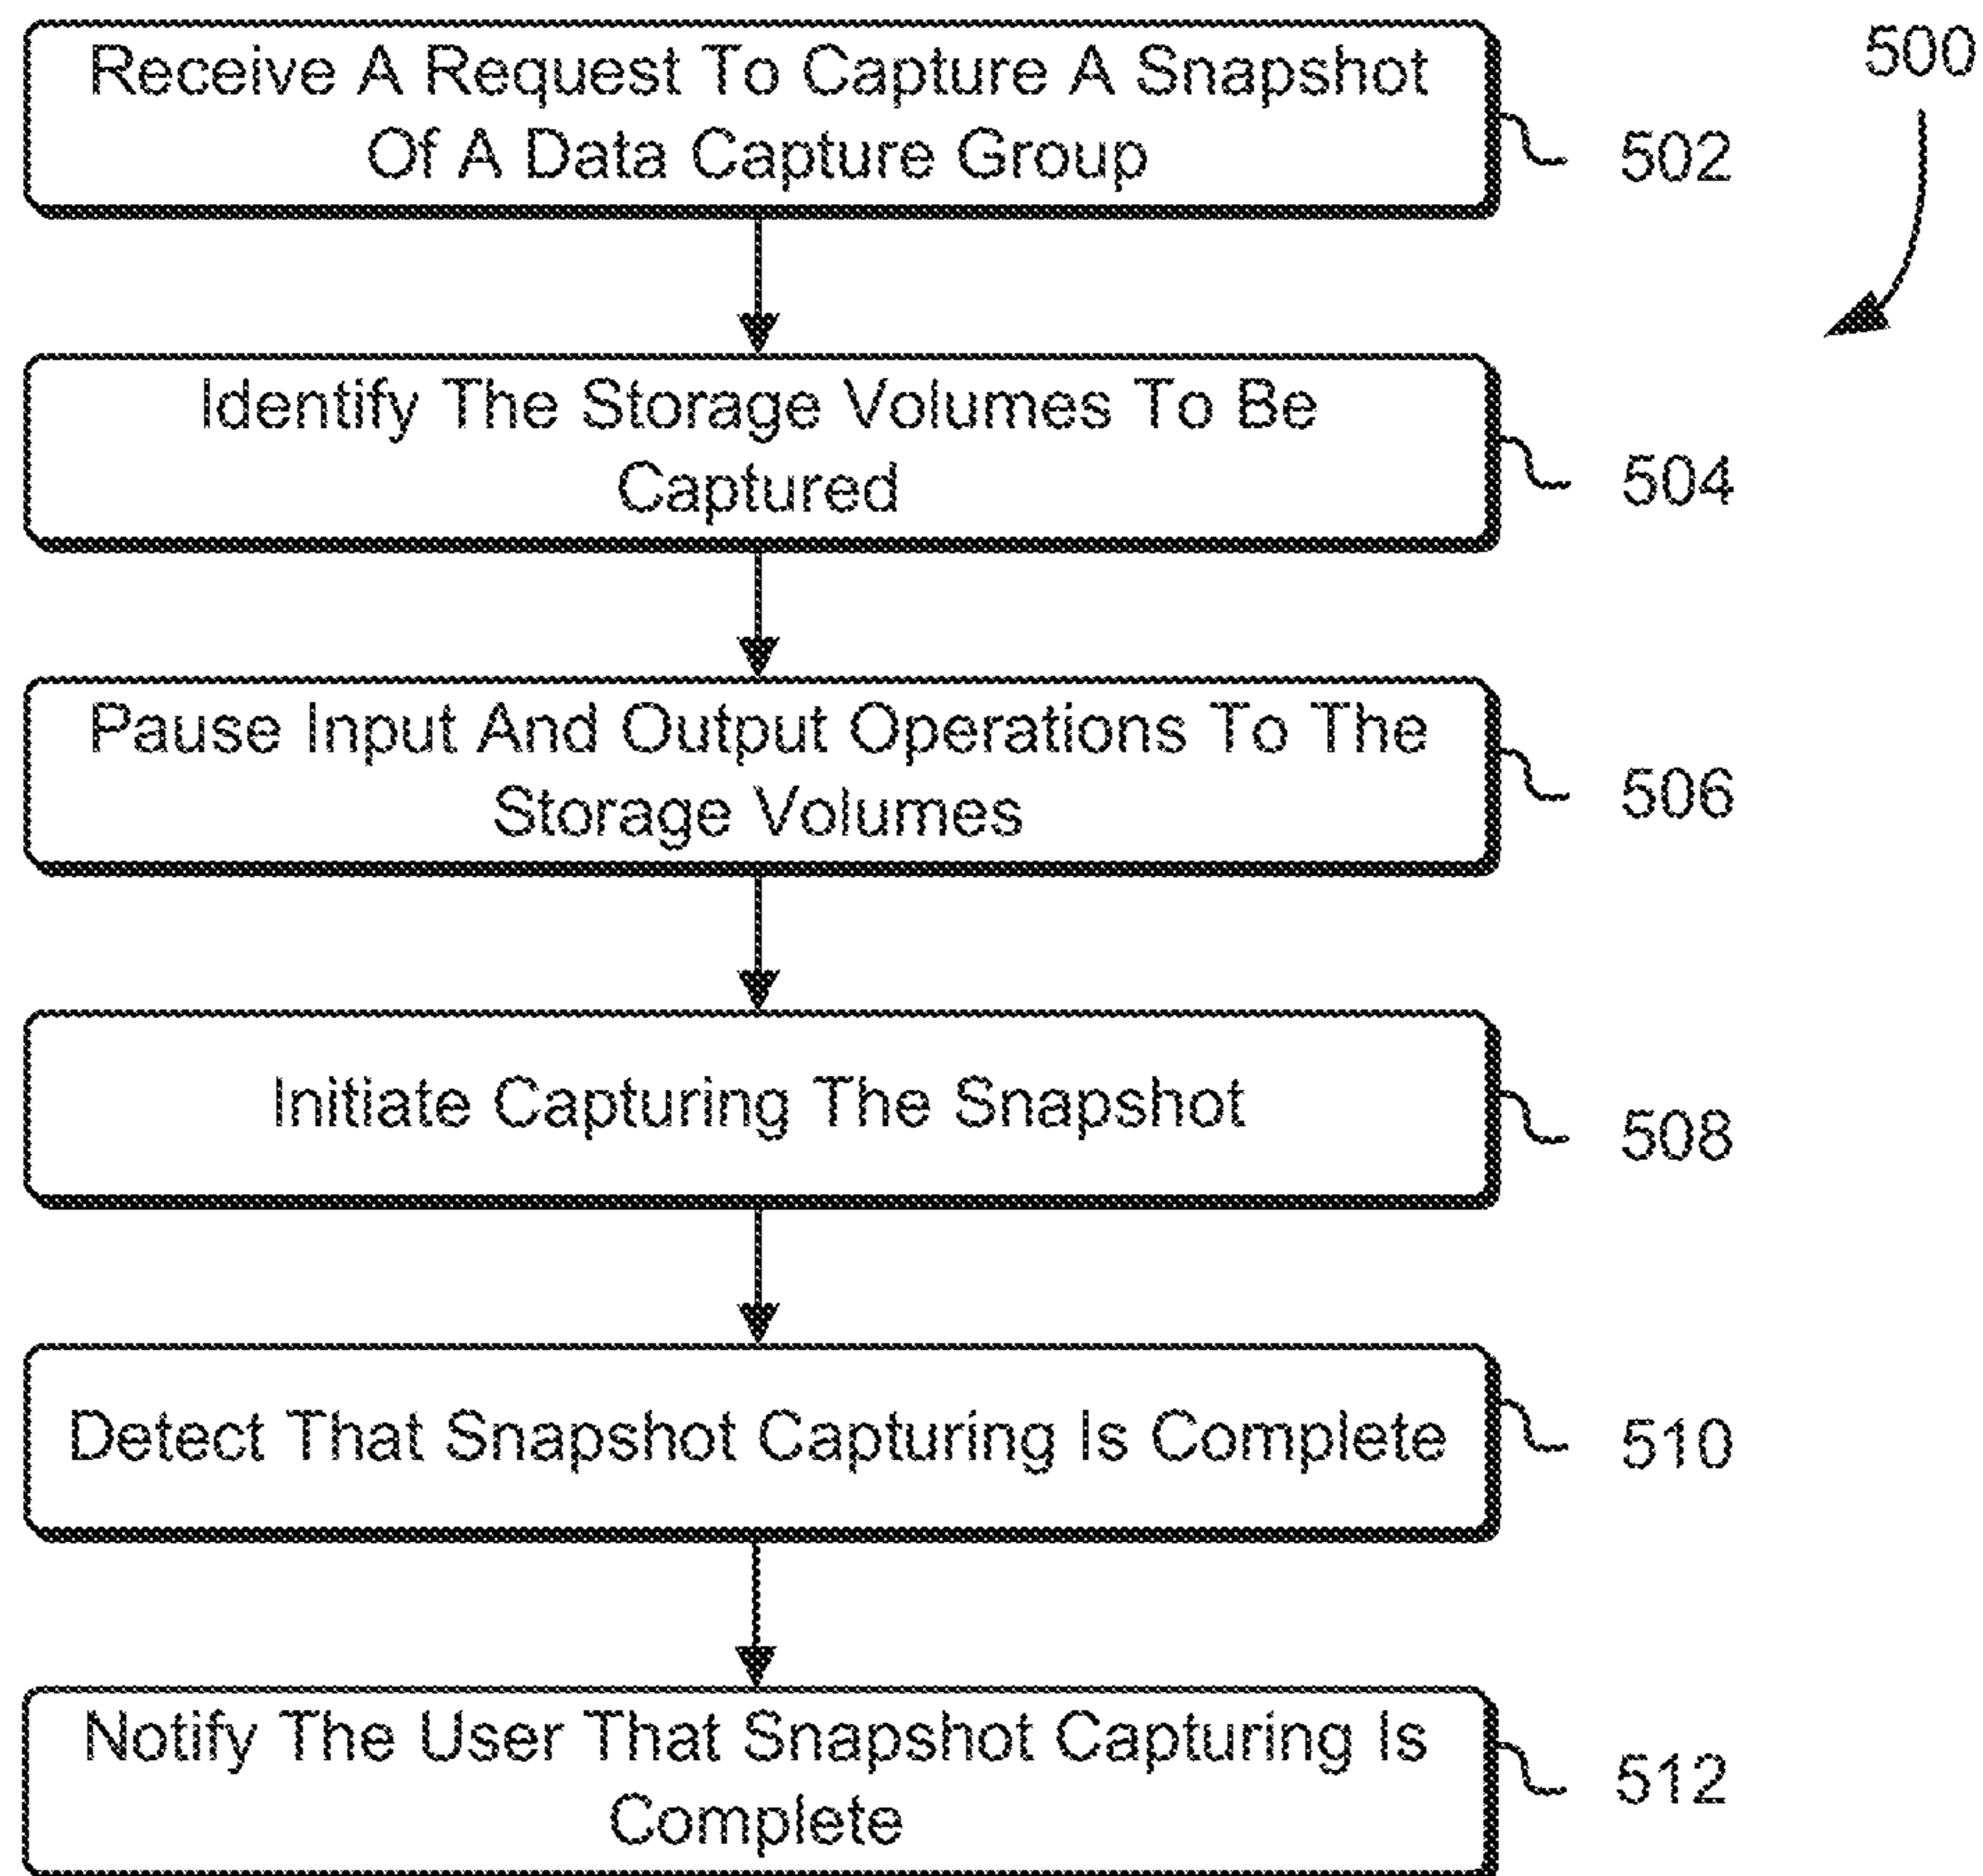 Receive A Request To Capture A Snapshot
Of A Data Capture Group
500
502
Identify The Storage Volumes To Be
Captured
504
Pause Input And Output Operations To The
Storage Volumes
506
Initiate Capturing The Snapshot
508
Detect That Snapshot Capturing Is Complete
510
Notify The User That Snapshot Capturing Is
Complete
512